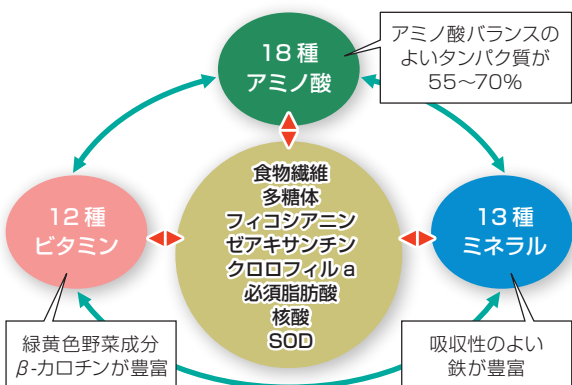 18種
アミノ酸
アミノ酸バランスの
よいタンパク質が
55〜70%
食物繊維
多糖体
フィコシアニン
ゼアキサンチン
クロロフィルa
必須脂肪酸
核酸
SOD
12種
ビタミン
13種
ミネラル
緑黄色野菜成分
β-カロチンが豊富
吸収性のよい
鉄が豊富